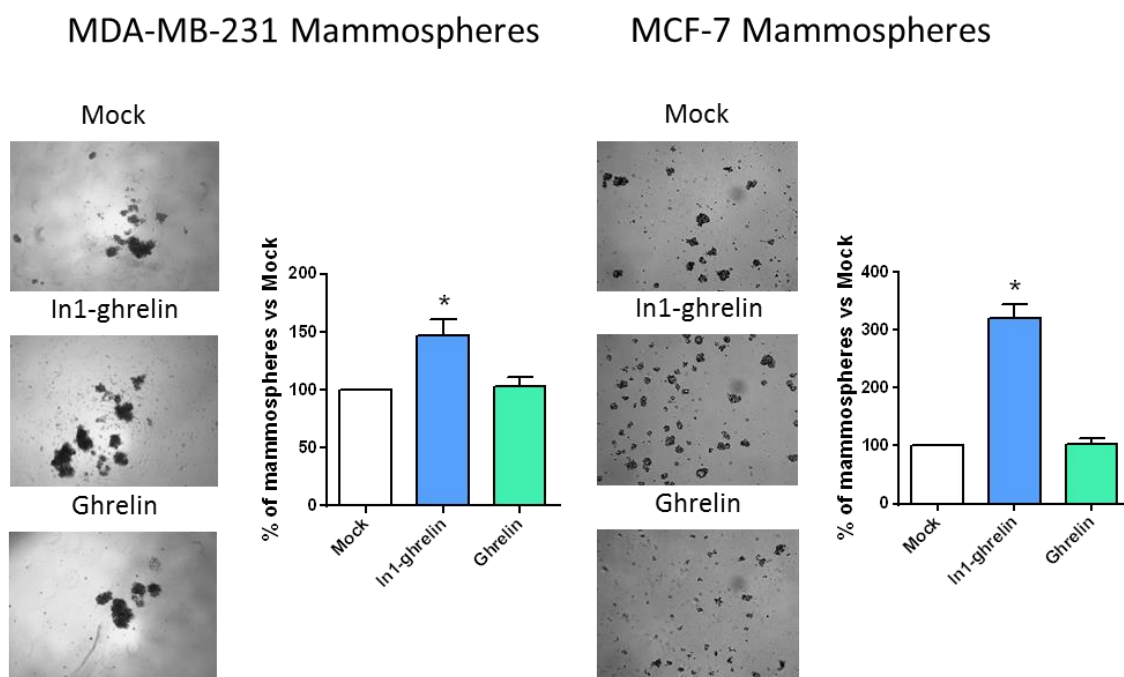 MDA-MB-231 Mammospheres
Mock
In1-ghrelin
Ghrelin
% of mammospheres vs Mock
200
150
100
50
0
*
Mock
In1-ghrelin
Ghrelin
MCF-7 Mammospheres
Mock
In1-ghrelin
Ghrelin
% of mammospheres vs Mock
400
300
200
100
0
*
Mock
In1-ghrelin
Ghrelin